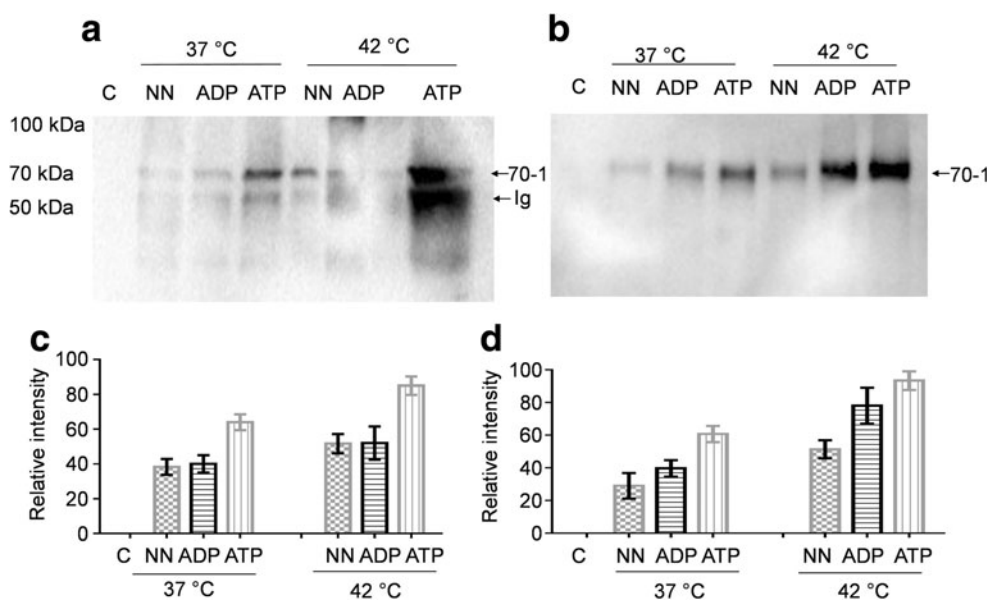 a
37 °C 42 °C
C NN ADP ATP NN ADP ATP
100 kDa
70 kDa
50 kDa
70-1
Ig
b
37 °C 42 °C
C NN ADP ATP NN ADP ATP
70-1
c
Relative intensity
100
80
60
40
20
0
C NN ADP ATP NN ADP ATP
37 °C 42 °C
d
Relative intensity
100
80
60
40
20
0
C NN ADP ATP NN ADP ATP
37 °C 42 °C